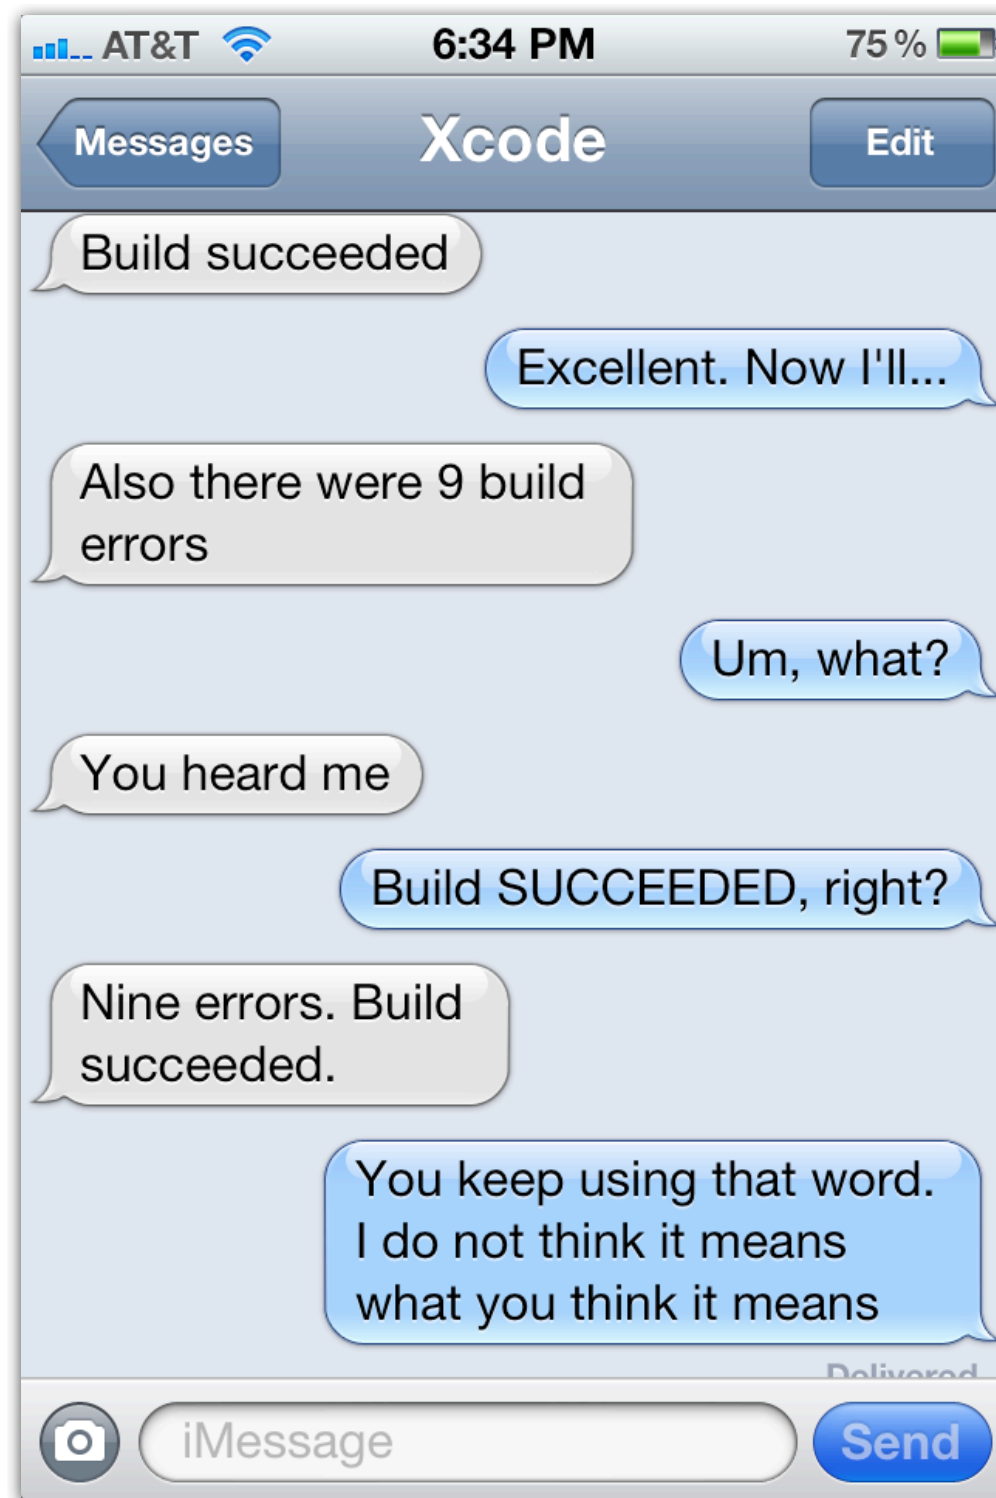 AT&T 6:34 PM 75%
Messages Xcode Edit
Build succeeded
Excellent. Now I'll...
Also there were 9 build
errors
Um, what?
You heard me
Build SUCCEEDED, right?
Nine errors. Build
succeeded.
You keep using that word.
I do not think it means
what you think it means
Delivered
iMessage Send